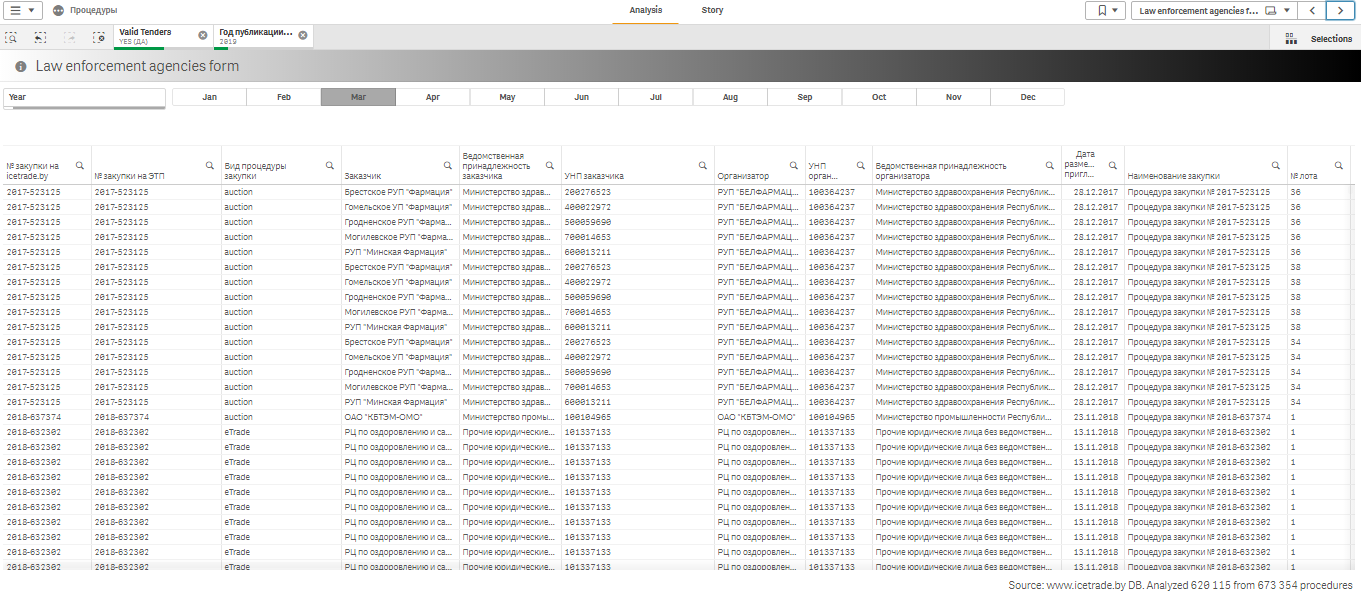 Процедуры Analysis Story Law enforcement agencies f...
Valid Tenders Год публикации...
YES (ДА) 2019 Selections
Law enforcement agencies form
Year Jan Feb Mar Apr May Jun Jul Aug Sep Oct Nov Dec
№ закупки на icetrade.by № закупки на ЭТП Вид процедуры закупки Заказчик Ведомственная принадлежность заказчика УНП заказчика Организатор УНП орган... Ведомственная принадлежность организатора Дата разме... пригл... Наименование закупки № лота
2017-523125 2017-523125 auction Брестское РУП "Фармация" Министерство здрав... 200276523 РУП "БЕЛФАРМАЦ... 100364237 Министерство здравоохранения Республик... 28.12.2017 Процедура закупки № 2017-523125 36
2017-523125 2017-523125 auction Гомельское УП "Фармация" Министерство здрав... 400022972 РУП "БЕЛФАРМАЦ... 100364237 Министерство здравоохранения Республик... 28.12.2017 Процедура закупки № 2017-523125 36
2017-523125 2017-523125 auction Гродненское РУП "Фарма... Министерство здрав... 500059690 РУП "БЕЛФАРМАЦ... 100364237 Министерство здравоохранения Республик... 28.12.2017 Процедура закупки № 2017-523125 36
2017-523125 2017-523125 auction Могилевское РУП "Фарма... Министерство здрав... 700014653 РУП "БЕЛФАРМАЦ... 100364237 Министерство здравоохранения Республик... 28.12.2017 Процедура закупки № 2017-523125 36
2017-523125 2017-523125 auction РУП "Минская Фармация" Министерство здрав... 600013211 РУП "БЕЛФАРМАЦ... 100364237 Министерство здравоохранения Республик... 28.12.2017 Процедура закупки № 2017-523125 36
2017-523125 2017-523125 auction Брестское РУП "Фармация" Министерство здрав... 200276523 РУП "БЕЛФАРМАЦ... 100364237 Министерство здравоохранения Республик... 28.12.2017 Процедура закупки № 2017-523125 38
2017-523125 2017-523125 auction Гомельское УП "Фармация" Министерство здрав... 400022972 РУП "БЕЛФАРМАЦ... 100364237 Министерство здравоохранения Республик... 28.12.2017 Процедура закупки № 2017-523125 38
2017-523125 2017-523125 auction Гродненское РУП "Фарма... Министерство здрав... 500059690 РУП "БЕЛФАРМАЦ... 100364237 Министерство здравоохранения Республик... 28.12.2017 Процедура закупки № 2017-523125 38
2017-523125 2017-523125 auction Могилевское РУП "Фарма... Министерство здрав... 700014653 РУП "БЕЛФАРМАЦ... 100364237 Министерство здравоохранения Республик... 28.12.2017 Процедура закупки № 2017-523125 38
2017-523125 2017-523125 auction РУП "Минская Фармация" Министерство здрав... 600013211 РУП "БЕЛФАРМАЦ... 100364237 Министерство здравоохранения Республик... 28.12.2017 Процедура закупки № 2017-523125 38
2017-523125 2017-523125 auction Брестское РУП "Фармация" Министерство здрав... 200276523 РУП "БЕЛФАРМАЦ... 100364237 Министерство здравоохранения Республик... 28.12.2017 Процедура закупки № 2017-523125 34
2017-523125 2017-523125 auction Гомельское УП "Фармация" Министерство здрав... 400022972 РУП "БЕЛФАРМАЦ... 100364237 Министерство здравоохранения Республик... 28.12.2017 Процедура закупки № 2017-523125 34
2017-523125 2017-523125 auction Гродненское РУП "Фарма... Министерство здрав... 500059690 РУП "БЕЛФАРМАЦ... 100364237 Министерство здравоохранения Республик... 28.12.2017 Процедура закупки № 2017-523125 34
2017-523125 2017-523125 auction Могилевское РУП "Фарма... Министерство здрав... 700014653 РУП "БЕЛФАРМАЦ... 100364237 Министерство здравоохранения Республик... 28.12.2017 Процедура закупки № 2017-523125 34
2017-523125 2017-523125 auction РУП "Минская Фармация" Министерство здрав... 600013211 РУП "БЕЛФАРМАЦ... 100364237 Министерство здравоохранения Республик... 28.12.2017 Процедура закупки № 2017-523125 34
2018-637374 2018-637374 auction ОАО "КБТЭМ-ОМО" Министерство промы... 100104965 ОАО "КБТЭМ-ОМО" 100104965 Министерство промышленности Республи... 23.11.2018 Процедура закупки № 2018-637374 1
2018-632302 2018-632302 eTrade РЦ по оздоровлению и са... Прочие юридические... 101337133 РЦ по оздоровлен... 101337133 Прочие юридические лица без ведомствен... 13.11.2018 Процедура закупки № 2018-632302 1
2018-632302 2018-632302 eTrade РЦ по оздоровлению и са... Прочие юридические... 101337133 РЦ по оздоровлен... 101337133 Прочие юридические лица без ведомствен... 13.11.2018 Процедура закупки № 2018-632302 1
2018-632302 2018-632302 eTrade РЦ по оздоровлению и са... Прочие юридические... 101337133 РЦ по оздоровлен... 101337133 Прочие юридические лица без ведомствен... 13.11.2018 Процедура закупки № 2018-632302 1
2018-632302 2018-632302 eTrade РЦ по оздоровлению и са... Прочие юридические... 101337133 РЦ по оздоровлен... 101337133 Прочие юридические лица без ведомствен... 13.11.2018 Процедура закупки № 2018-632302 1
2018-632302 2018-632302 eTrade РЦ по оздоровлению и са... Прочие юридические... 101337133 РЦ по оздоровлен... 101337133 Прочие юридические лица без ведомствен... 13.11.2018 Процедура закупки № 2018-632302 1
2018-632302 2018-632302 eTrade РЦ по оздоровлению и са... Прочие юридические... 101337133 РЦ по оздоровлен... 101337133 Прочие юридические лица без ведомствен... 13.11.2018 Процедура закупки № 2018-632302 1
2018-632302 2018-632302 eTrade РЦ по оздоровлению и са... Прочие юридические... 101337133 РЦ по оздоровлен... 101337133 Прочие юридические лица без ведомствен... 13.11.2018 Процедура закупки № 2018-632302 1
2018-632302 2018-632302 eTrade РЦ по оздоровлению и са... Прочие юридические... 101337133 РЦ по оздоровлен... 101337133 Прочие юридические лица без ведомствен... 13.11.2018 Процедура закупки № 2018-632302 1
2018-632302 2018-632302 eTrade РЦ по оздоровлению и са... Прочие юридические... 101337133 РЦ по оздоровлен... 101337133 Прочие юридические лица без ведомствен... 13.11.2018 Процедура закупки № 2018-632302 1
2018-632302 2018-632302 eTrade РЦ по оздоровлению и са... Прочие юридические... 101337133 РЦ по оздоровлен... 101337133 Прочие юридические лица без ведомствен... 13.11.2018 Процедура закупки № 2018-632302 1
Source: www.icetrade.by DB. Analyzed 620 115 from 673 354 procedures